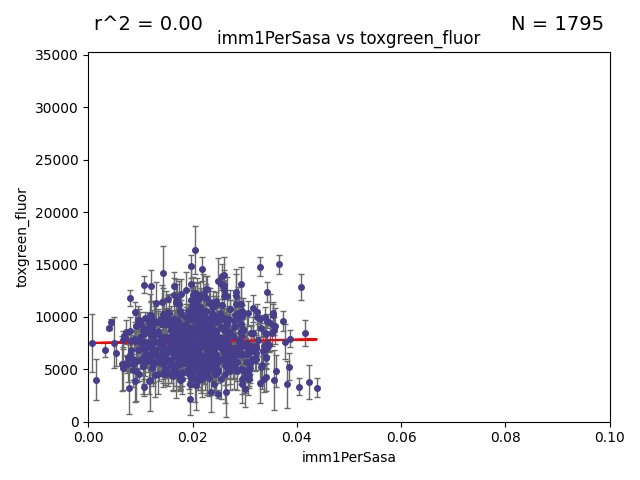 r^2 = 0.00
N = 1795
imm1PerSasa vs toxgreen_fluor
35000
30000
25000
20000
15000
10000
5000
0
toxgreen_fluor
0.00
0.02
0.04
0.06
0.08
0.10
imm1PerSasa